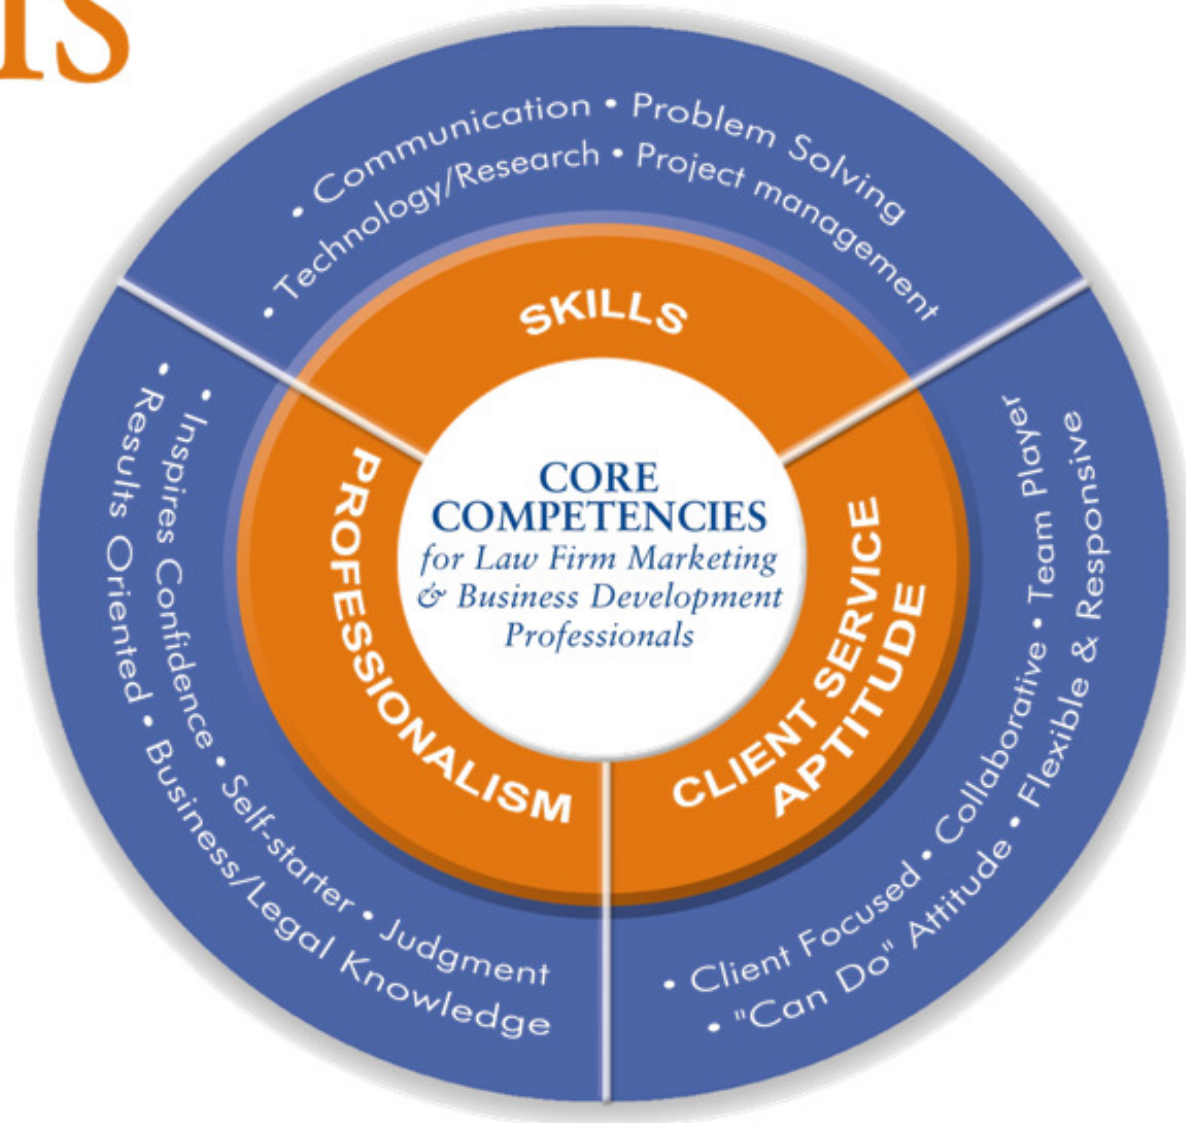 IS
• Communication • Problem Solving
• Technology/Research • Project management
SKILLS
PROFESSIONALISM
CLIENT SERVICE
APTITUDE
CORE
COMPETENCIES
for Law Firm Marketing
& Business Development
Professionals
• Inspires Confidence • Self-starter • Judgment
• Results Oriented • Business/Legal Knowledge
• Client Focused • Collaborative • Team Player
• "Can Do" Attitude • Flexible & Responsive